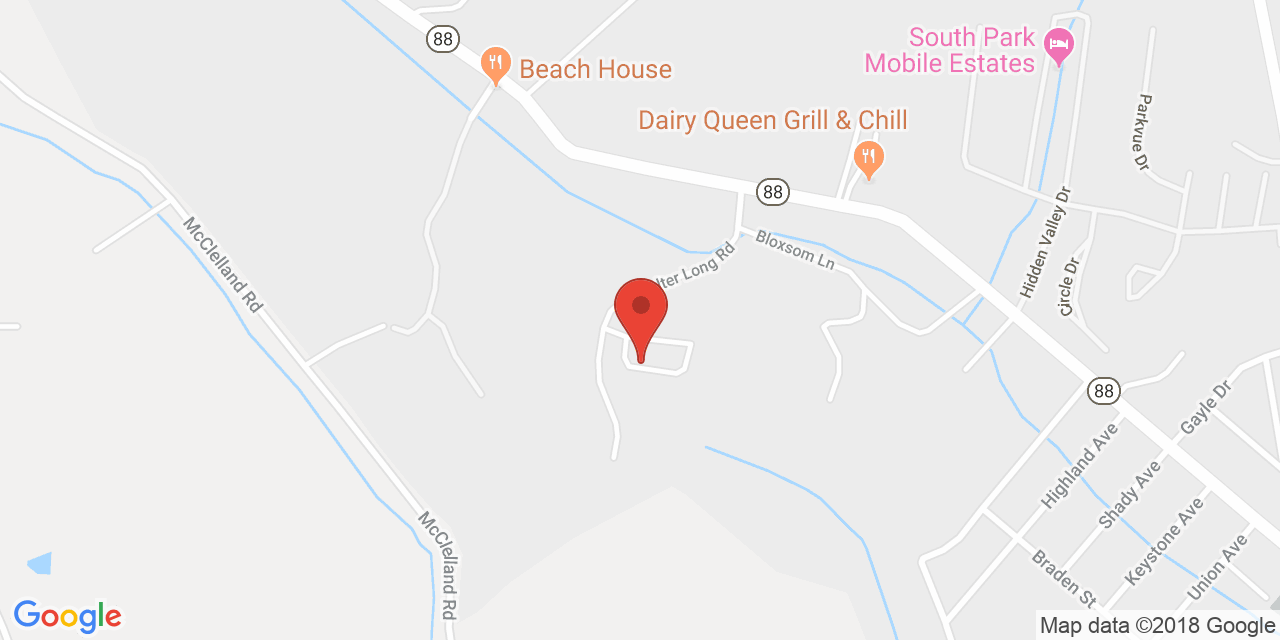 88
Beach House
South Park
Mobile Estates
Dairy Queen Grill & Chill
88
Parkvue Dr
Hidden Valley Dr
Circle Dr
Bloxsom Ln
Long Rd
McClelland Rd
88
Gayle Dr
Highland Ave
Shady Ave
Keystone Ave
Union Ave
Braden St
McClelland Rd
Google
Map data ©2018 Google